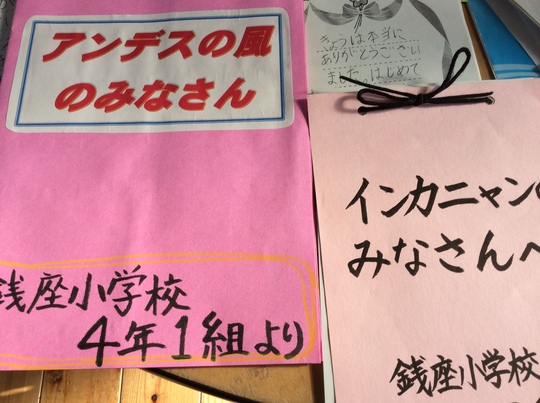 アンデスの風
のみなさん
銭座小学校
4年1組より
きょうは本当に
ありがとうござい
ました。はじめて
インカニャンの
みなさんへ
銭座小学校